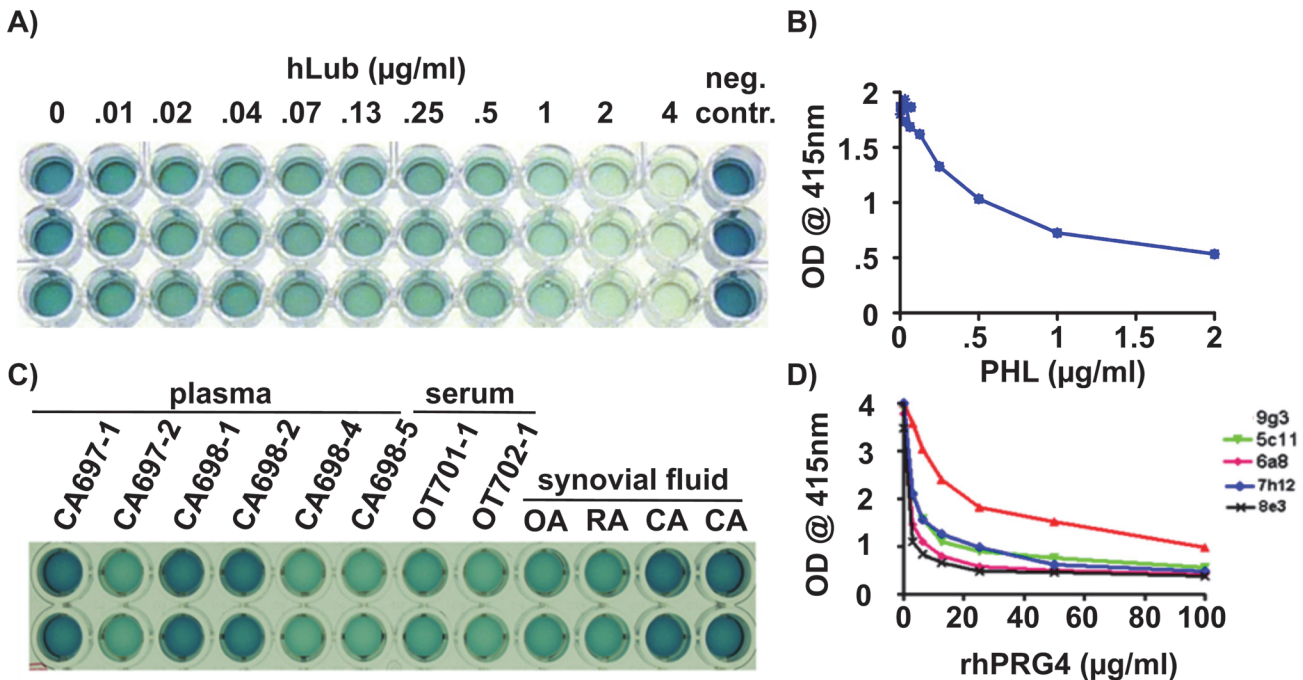 A)
hLub (µg/ml)
0 .01 .02 .04 .07 .13 .25 .5 1 2 4 neg. contr.
B)
OD @ 415nm
2
1.5
1
.5
0
0 .5 1 1.5 2
PHL (µg/ml)
C)
plasma serum
CA697-1 CA697-2 CA698-1 CA698-2 CA698-4 CA698-5 OT701-1 OT702-1
synovial fluid
OA RA CA CA
D)
OD @ 415nm
4
3
2
1
0
0 20 40 60 80 100
rhPRG4 (µg/ml)
9g3
5c11
6a8
7h12
8e3